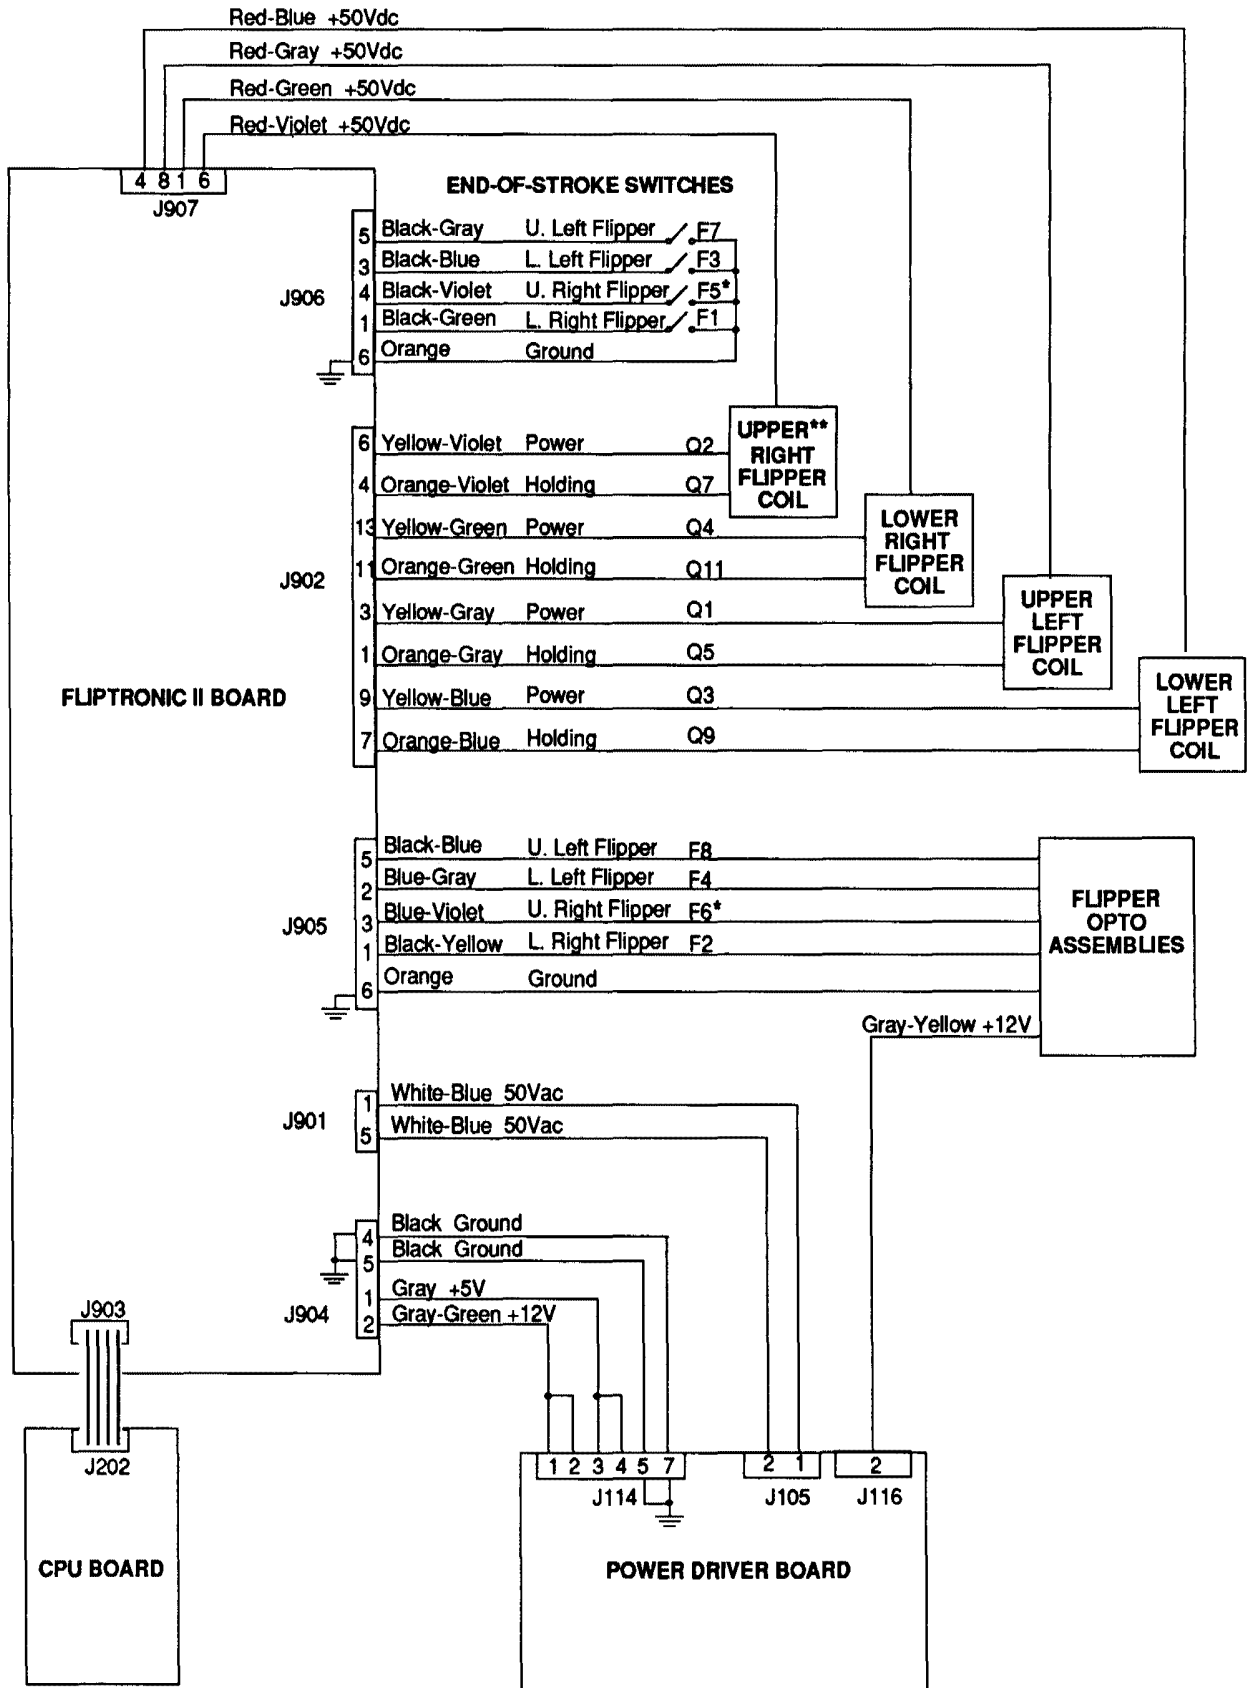 Red-Blue +50Vdc
Red-Gray +50Vdc
Red-Green +50Vdc
Red-Violet +50Vdc
4 8 1 6
J907
END-OF-STROKE SWITCHES
5 Black-Gray U. Left Flipper F7
3 Black-Blue L. Left Flipper F3
J906
4 Black-Violet U. Right Flipper F5*
1 Black-Green L. Right Flipper F1
6 Orange Ground
UPPER**
RIGHT
FLIPPER
COIL
6 Yellow-Violet Power Q2
4 Orange-Violet Holding Q7
13 Yellow-Green Power Q4
LOWER
RIGHT
FLIPPER
COIL
J902
11 Orange-Green Holding Q11
3 Yellow-Gray Power Q1
UPPER
LEFT
FLIPPER
COIL
1 Orange-Gray Holding Q5
9 Yellow-Blue Power Q3
LOWER
LEFT
FLIPPER
COIL
7 Orange-Blue Holding Q9
FLIPTRONIC II BOARD
5 Black-Blue U. Left Flipper F8
2 Blue-Gray L. Left Flipper F4
J905
3 Blue-Violet U. Right Flipper F6*
1 Black-Yellow L. Right Flipper F2
6 Orange Ground
FLIPPER
OPTO
ASSEMBLIES
Gray-Yellow +12V
1 White-Blue 50Vac
J901
5 White-Blue 50Vac
4 Black Ground
5 Black Ground
1 Gray +5V
J904
2 Gray-Green +12V
J903
J202
CPU BOARD
1 2 3 4 5 7
J114
2 1
J105
2
J116
POWER DRIVER BOARD